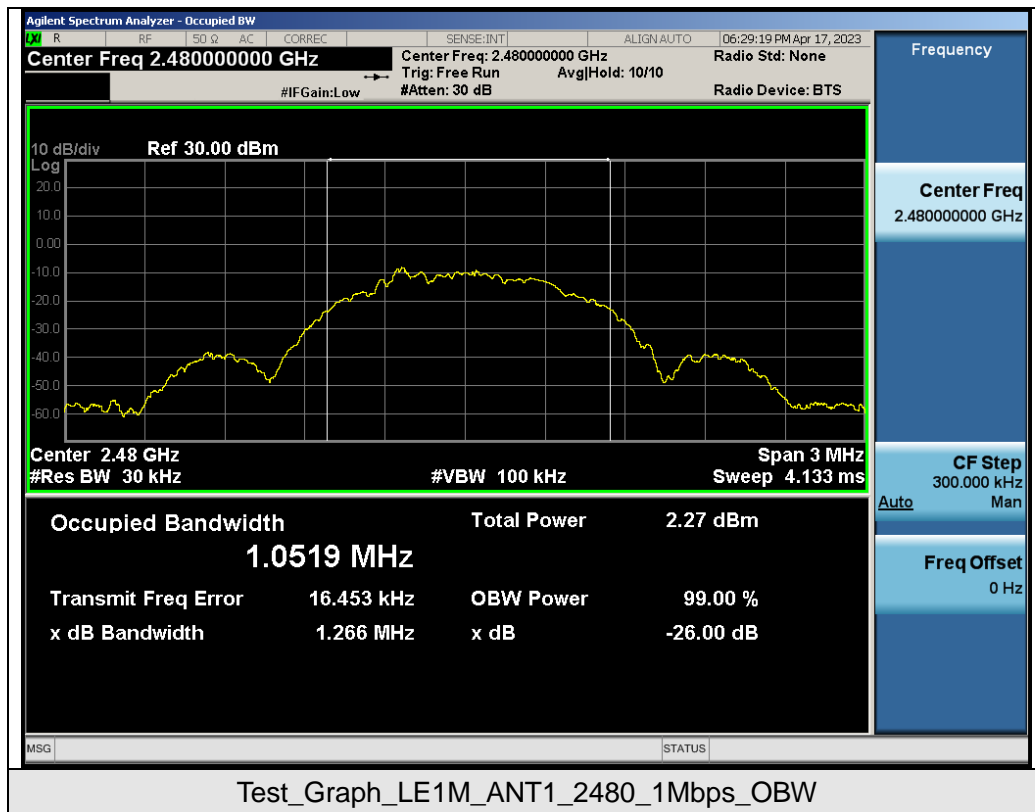 Agilent Spectrum Analyzer - Occupied BW
LXI R RF 50 Ω AC CORREC SENSE:INT ALIGN AUTO 06:29:19 PM Apr 17, 2023
Center Freq 2.480000000 GHz
Center Freq: 2.480000000 GHz
Radio Std: None
Trig: Free Run Avg|Hold: 10/10
#IFGain:Low
#Atten: 30 dB
Radio Device: BTS
Frequency
10 dB/div Ref 30.00 dBm
Log
20.0
10.0
0.00
-10.0
-20.0
-30.0
-40.0
-50.0
-60.0
Center 2.48 GHz Span 3 MHz
#Res BW 30 kHz #VBW 100 kHz Sweep 4.133 ms
Center Freq
2.480000000 GHz
CF Step
300.000 kHz
Auto Man
Freq Offset
0 Hz
Occupied Bandwidth Total Power 2.27 dBm
1.0519 MHz
Transmit Freq Error 16.453 kHz OBW Power 99.00 %
x dB Bandwidth 1.266 MHz x dB -26.00 dB
MSG STATUS
Test_Graph_LE1M_ANT1_2480_1Mbps_OBW